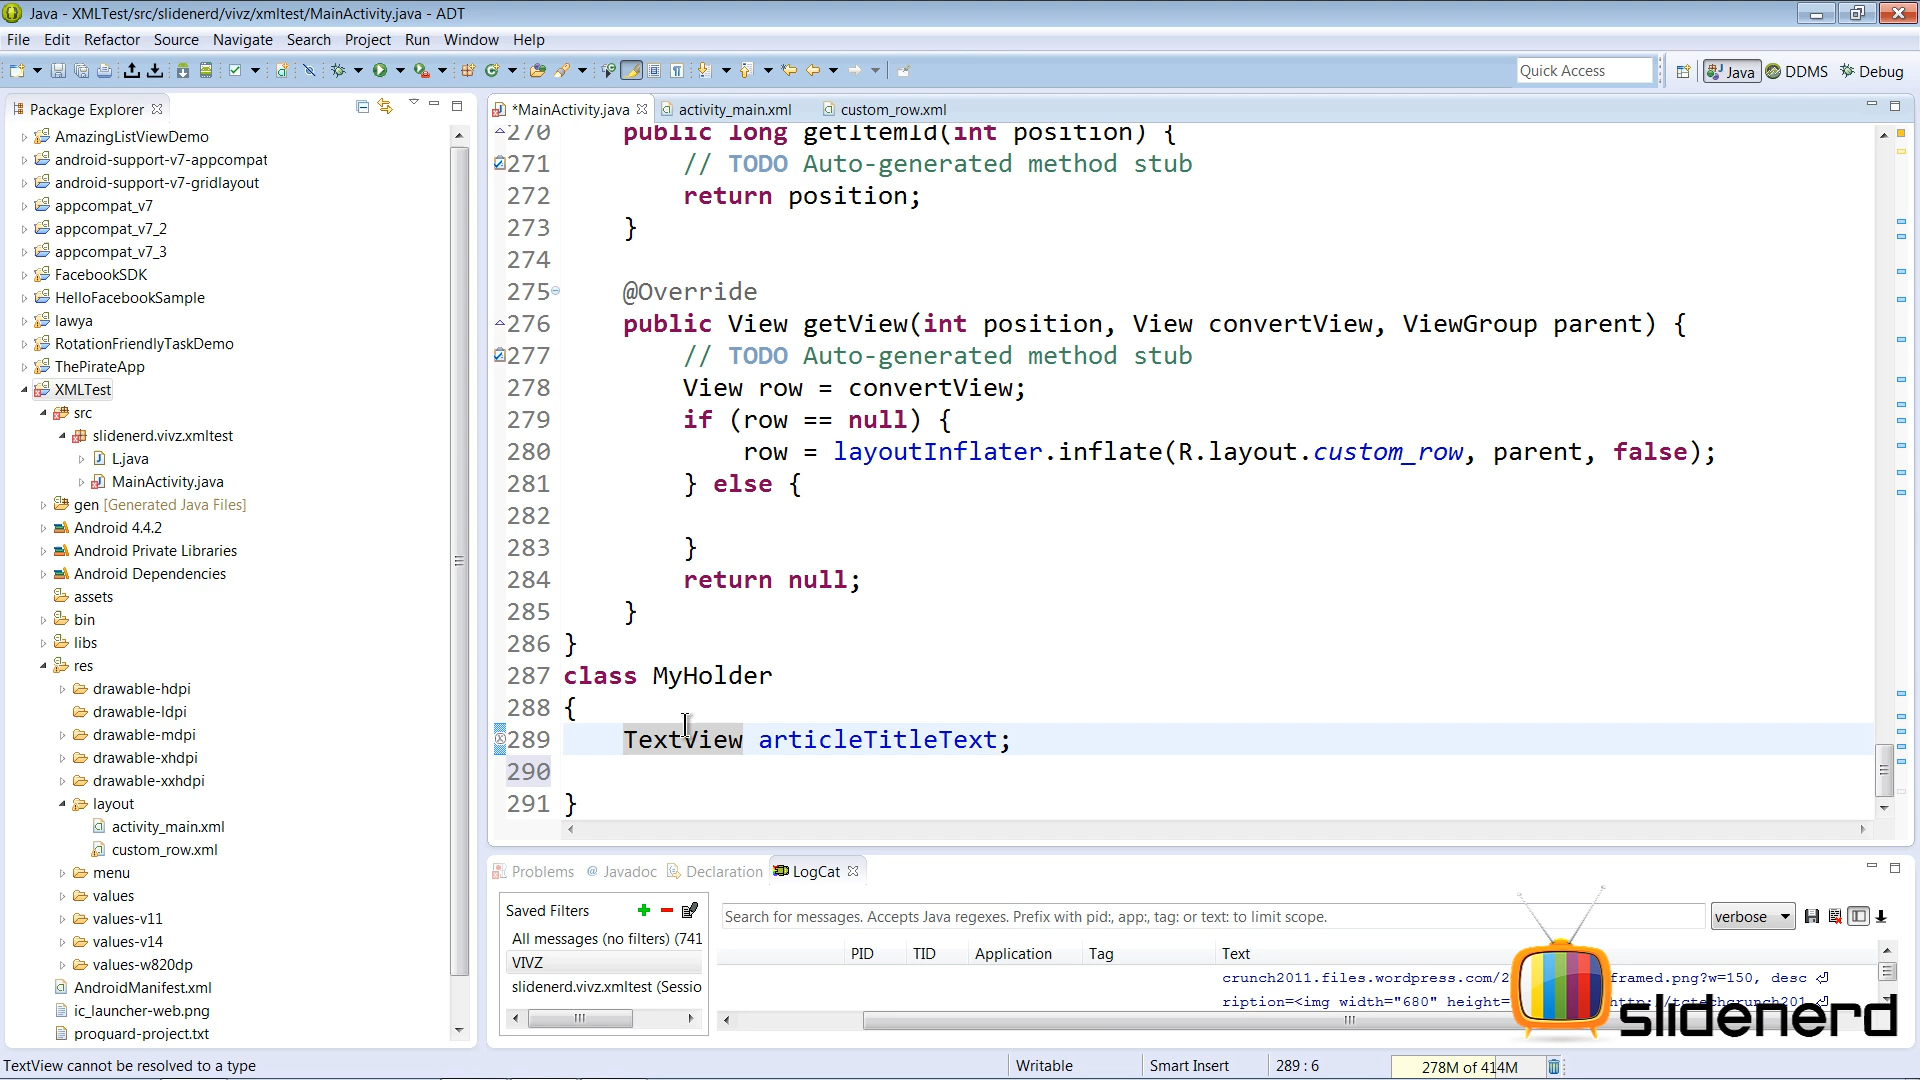 Java - XMLTest/src/slidenerd/vivz/xmltest/MainActivity.java - ADT
File Edit Refactor Source Navigate Search Project Run Window Help
Quick Access
Java DDMS Debug
Package Explorer
*MainActivity.java activity_main.xml custom_row.xml
AmazingListViewDemo
android-support-v7-appcompat
android-support-v7-gridlayout
appcompat_v7
appcompat_v7_2
appcompat_v7_3
FacebookSDK
HelloFacebookSample
lawya
RotationFriendlyTaskDemo
ThePirateApp
XMLTest
src
slidenerd.vivz.xmltest
L.java
MainActivity.java
gen [Generated Java Files]
Android 4.4.2
Android Private Libraries
Android Dependencies
assets
bin
libs
res
drawable-hdpi
drawable-ldpi
drawable-mdpi
drawable-xhdpi
drawable-xxhdpi
layout
activity_main.xml
custom_row.xml
menu
values
values-v11
values-v14
values-w820dp
AndroidManifest.xml
ic_launcher-web.png
proguard-project.txt
270 public long getItemId(int position) {
271 // TODO Auto-generated method stub
272 return position;
273 }
274
275 @Override
276 public View getView(int position, View convertView, ViewGroup parent) {
277 // TODO Auto-generated method stub
278 View row = convertView;
279 if (row == null) {
280 row = layoutInflater.inflate(R.layout.custom_row, parent, false);
281 } else {
282
283 }
284 return null;
285 }
286 }
287 class MyHolder
288 {
289 TextView articleTitleText;
290
291 }
Problems @ Javadoc Declaration LogCat
Saved Filters
All messages (no filters) (741
VIVZ
slidenerd.vivz.xmltest (Sessio
Search for messages. Accepts Java regexes. Prefix with pid:, app:, tag: or text: to limit scope.
verbose
PID TID Application Tag Text
crunch2011.files.wordpress.com/2 framed.png?w=150, desc
ription=<img width="680" height=
slidenerd
TextView cannot be resolved to a type
Writable Smart Insert 289 : 6 278M of 414M